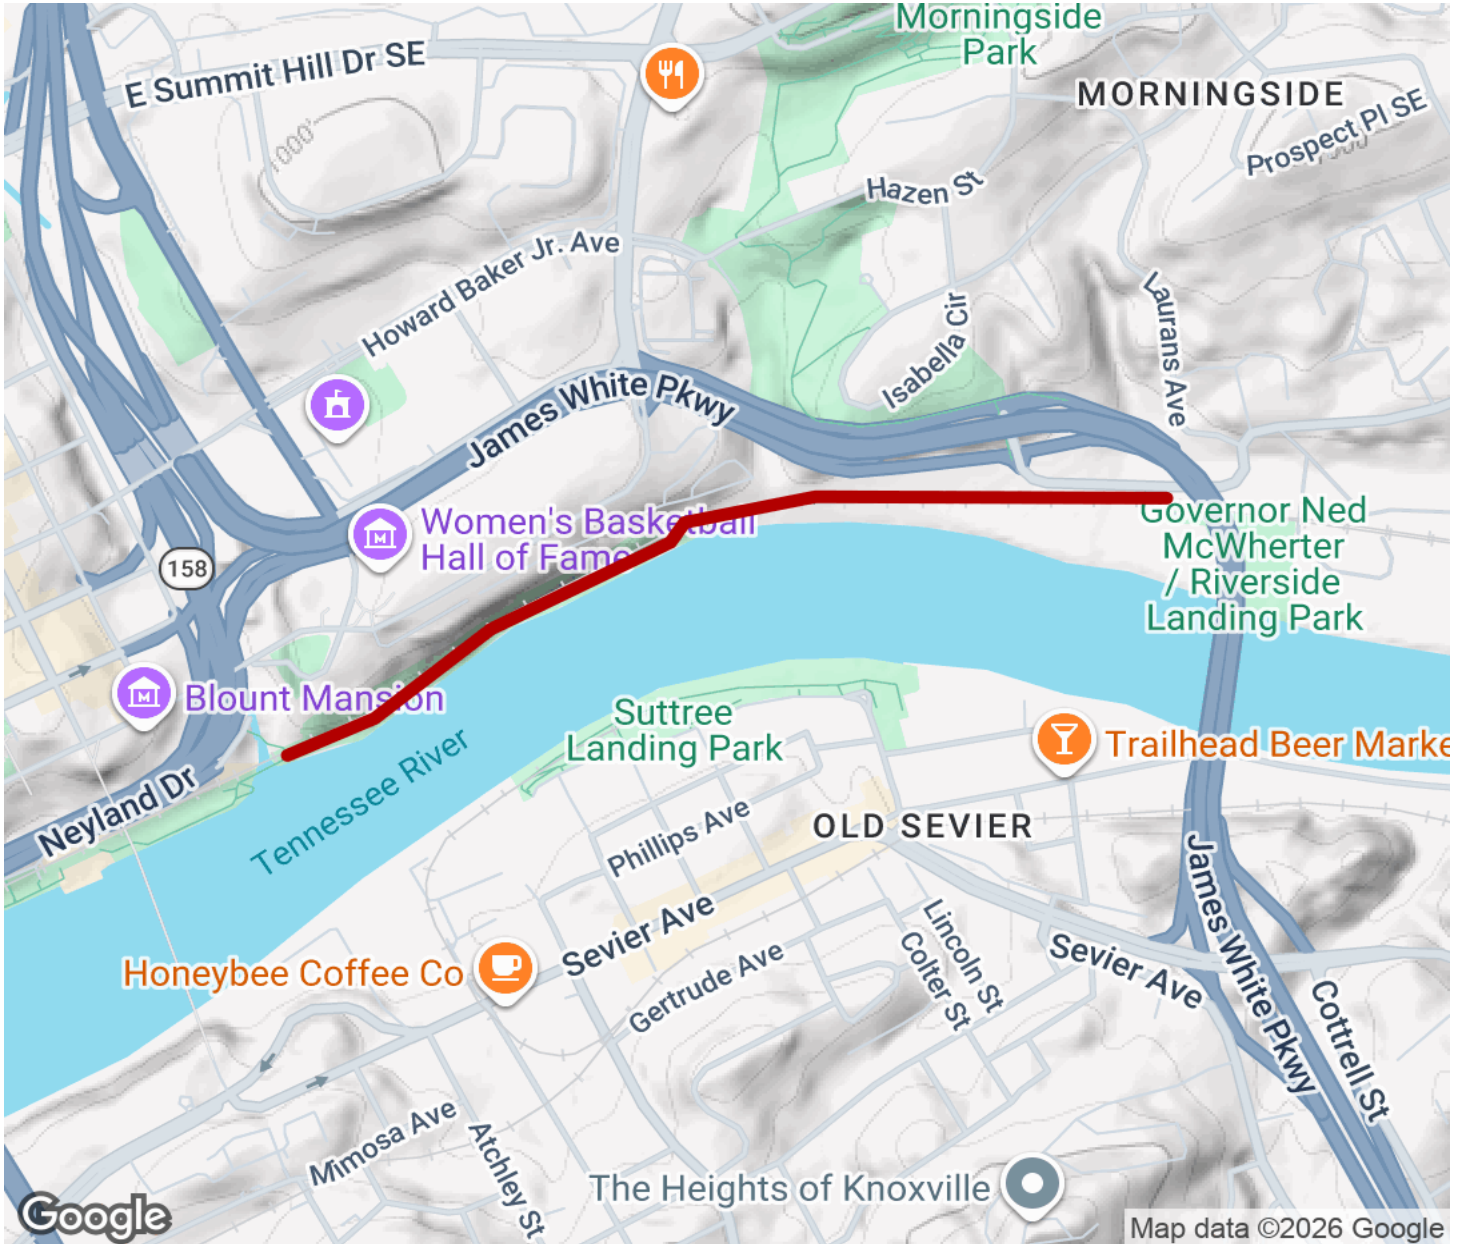 Morningside
Park
E Summit Hill Dr SE
MORNINGSIDE
Prospect Pl SE
Hazen St
Howard Baker Jr. Ave
Laurans Ave
Isabella Cir
James White Pkwy
Women's Basketball
Hall of Fame
Governor Ned
McWherter
/ Riverside
Landing Park
158
Blount Mansion
Suttree
Landing Park
Trailhead Beer Marke
Neyland Dr
Tennessee River
Phillips Ave
OLD SEVIER
James White Pkwy
Sevier Ave
Lincoln St
Colter St
Sevier Ave
Honeybee Coffee Co
Gertrude Ave
Cottrell St
Mimosa Ave
Atchley St
The Heights of Knoxville
Google
Map data ©2026 Google